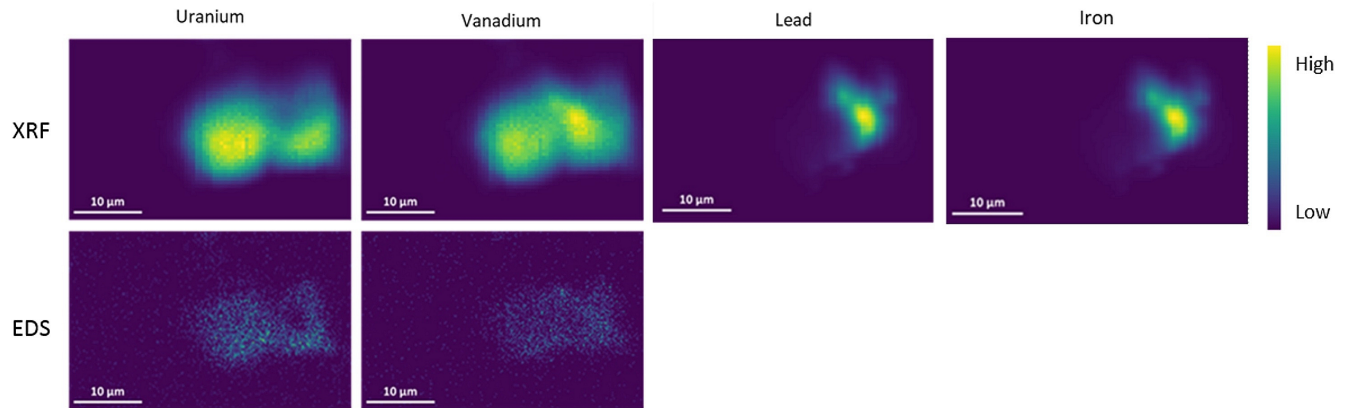 Uranium
Vanadium
Lead
Iron
XRF
10 µm
10 µm
10 µm
10 µm
High
Low
EDS
10 µm
10 µm